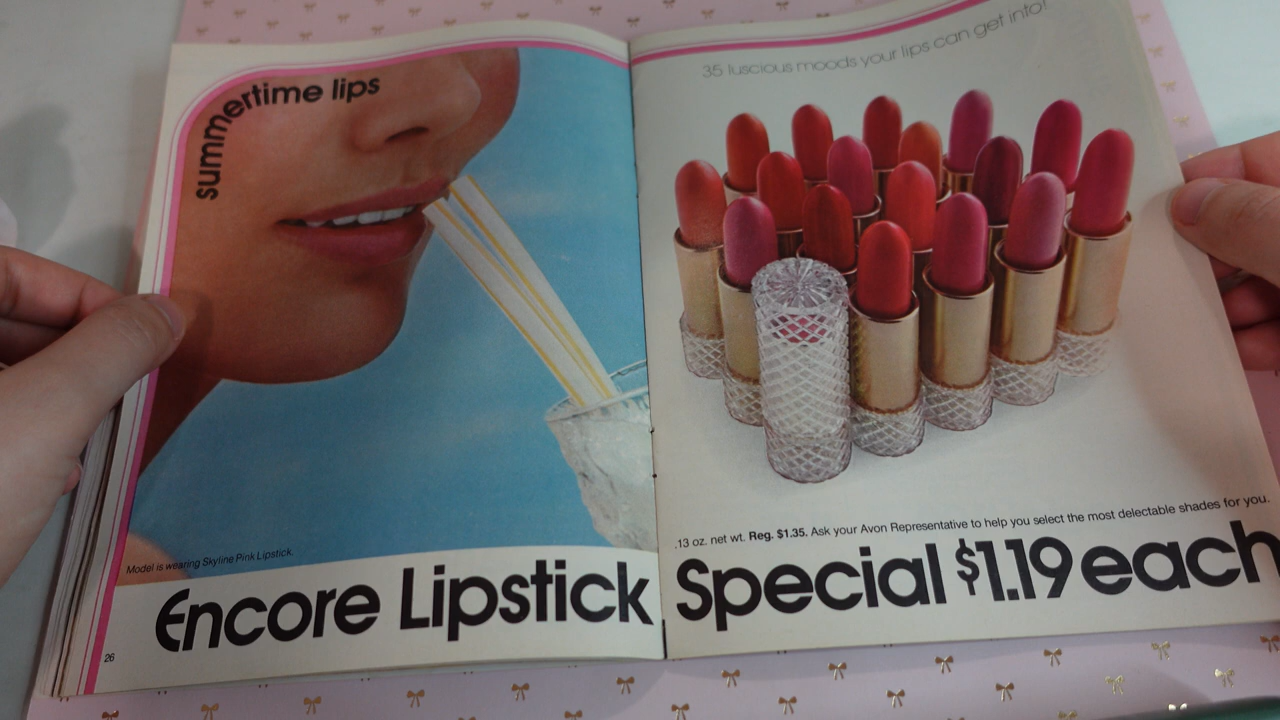 summertime lips
Model is wearing Skyline Pink Lipstick.
Encore Lipstick
26
35 luscious moods your lips can get into!
.13 oz. net wt. Reg. $1.35. Ask your Avon Representative to help you select the most delectable shades for you.
Special $1.19 each